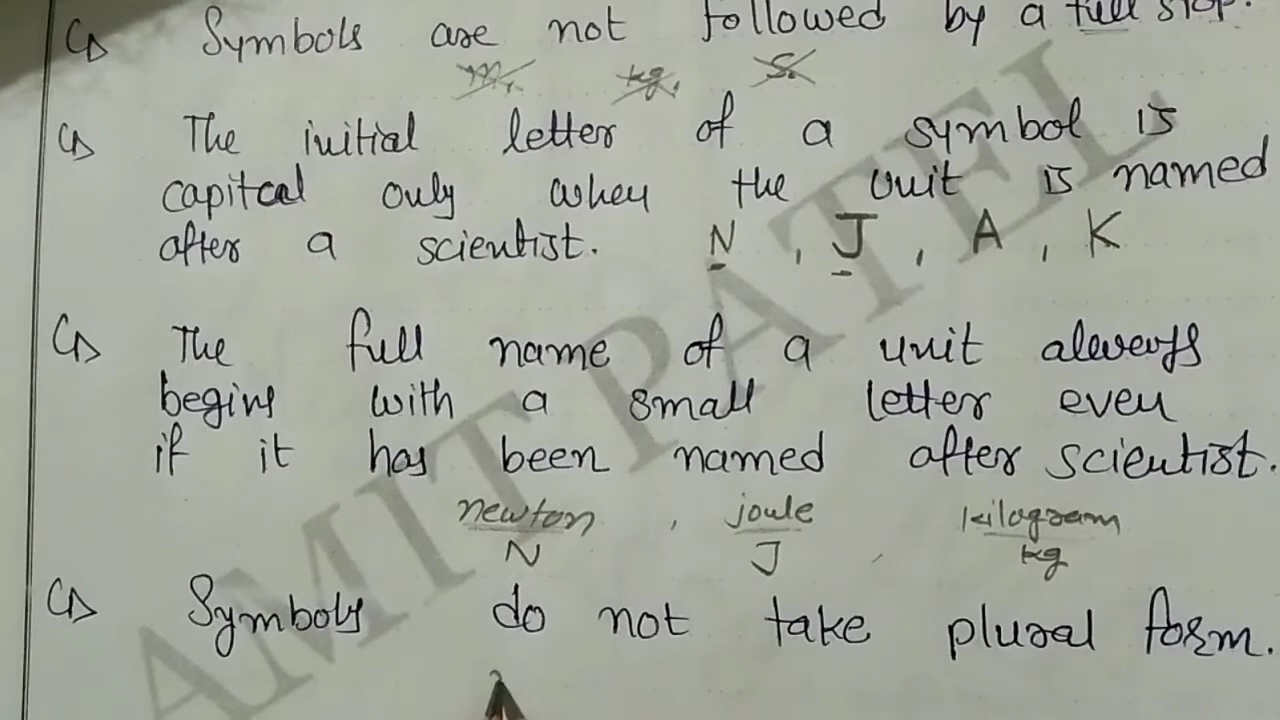 Symbols are not followed by a full stop.
m. kg. s.
The initial letter of a symbol is
capital only when the unit is named
after a scientist. N , J , A , K
The full name of a unit always
begins with a small letter even
if it has been named after scientist.
newton , joule kilogram
N J kg
Symbols do not take plural form.
AMIT PATEL